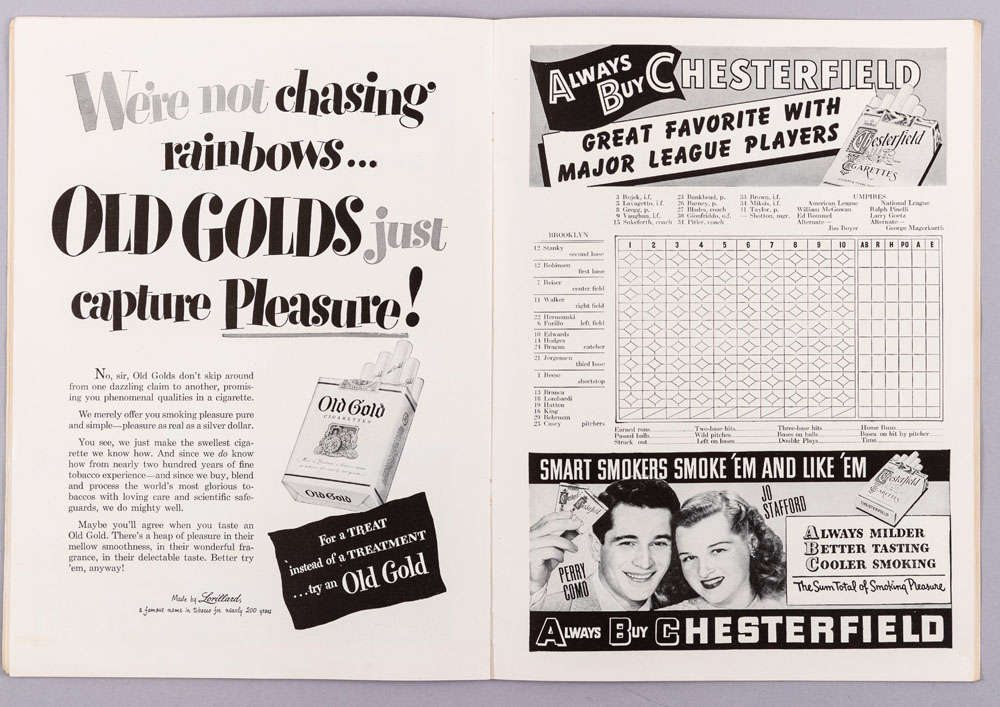 We're not chasing
rainbows...
OLD GOLDS just
capture Pleasure!
No, sir, Old Golds don't skip around
from one dazzling claim to another, promis-
ing you phenomenal qualities in a cigarette.
We merely offer you smoking pleasure pure
and simple—pleasure as real as a silver dollar.
You see, we just make the swellest ciga-
rette we know how. And since we do know
how from nearly two hundred years of fine
tobacco experience—and since we buy, blend
and process the world's most glorious to-
baccos with loving care and scientific safe-
guards, we do mighty well.
Maybe you'll agree when you taste an
Old Gold. There's a heap of pleasure in their
mellow smoothness, in their wonderful fra-
grance, in their delectable taste. Better try
'em, anyway!
Made by Lorillard,
a famous name in tobacco for nearly 200 years
Old Gold
CIGARETTES
Old Gold
For a TREAT
instead of a TREATMENT
...try an Old Gold
ALWAYS
BUY CHESTERFIELD
GREAT FAVORITE WITH
MAJOR LEAGUE PLAYERS
Chesterfield
CIGARETTES
3 Rojek, i.f.
5 Lavagetto, i.f.
8 Gregg, p.
9 Vaughan, i.f.
15 Sukeforth, coach
23 Bankhead, p.
26 Barney, p.
27 Blades, coach
30 Gionfriddo, o.f.
31 Pitler, coach
33 Brown, i.f.
34 Miksis, i.f.
41 Taylor, p.
— Shotton, mgr.
UMPIRES
American League
William McGowan
Ed Rommel
Alternate—
Jim Boyer
National League
Ralph Pinelli
Larry Goetz
Alternate—
George Magerkurth
BROOKLYN
1 2 3 4 5 6 7 8 9 10 AB R H PO A E
12 Stanky
second base
42 Robinson
first base
7 Reiser
center field
11 Walker
right field
22 Hermanski
6 Furillo left field
10 Edwards
14 Hodges
24 Bragan catcher
21 Jorgensen
third base
1 Reese
shortstop
13 Branca
18 Lombardi
19 Hatten
16 King
29 Behrman
25 Casey pitchers
Earned runs Two-base hits Three-base hits Home Runs
Passed balls Wild pitches Bases on balls Bases on hit by pitcher
Struck out Left on bases Double Plays Time
SMART SMOKERS SMOKE 'EM AND LIKE 'EM
Chesterfield
PERRY
COMO
JO
STAFFORD
Chesterfield
CIGARETTES
CHESTERFIELD
ALWAYS MILDER
BETTER TASTING
COOLER SMOKING
The Sum Total of Smoking Pleasure
ALWAYS BUY CHESTERFIELD